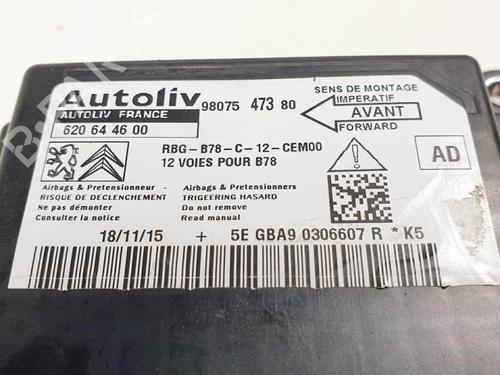 Autoliv
AUTOLIV FRANCE
620 64 46 00
98075 473 80
SENS DE MONTAGE
IMPERATIF
AVANT
FORWARD
RBG-B78-C-12-CEM00
12 VOIES POUR B78
AD
Airbags & Pretensionneur -
RISQUE DE DECLENCHEMENT
Ne pas démonter
Consulter la notice
Airbags & Pretensionners
TRIGEERING HASARD
Do not dismount
Read manual
18/11/15 + 5E GBA9 0306607 R * K5